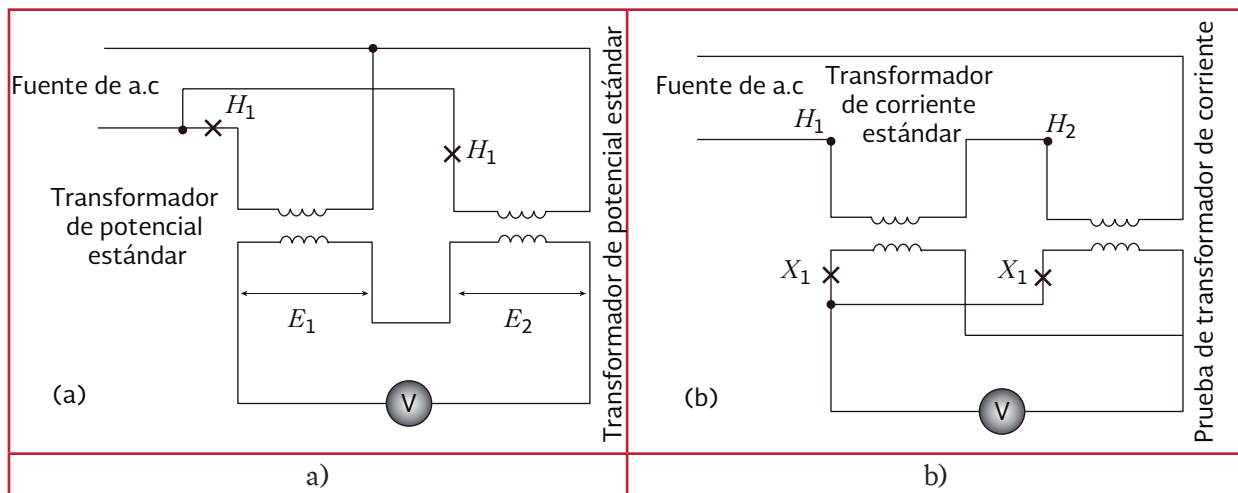 Fuente de a.c
H1
H1
Transformador
de potencial
estándar
E1
E2
V
(a)
Transformador de potencial estándar
a)
Fuente de a.c
Transformador
de corriente
estándar
H1
H2
X1
X1
V
(b)
Prueba de transformador de corriente
b)